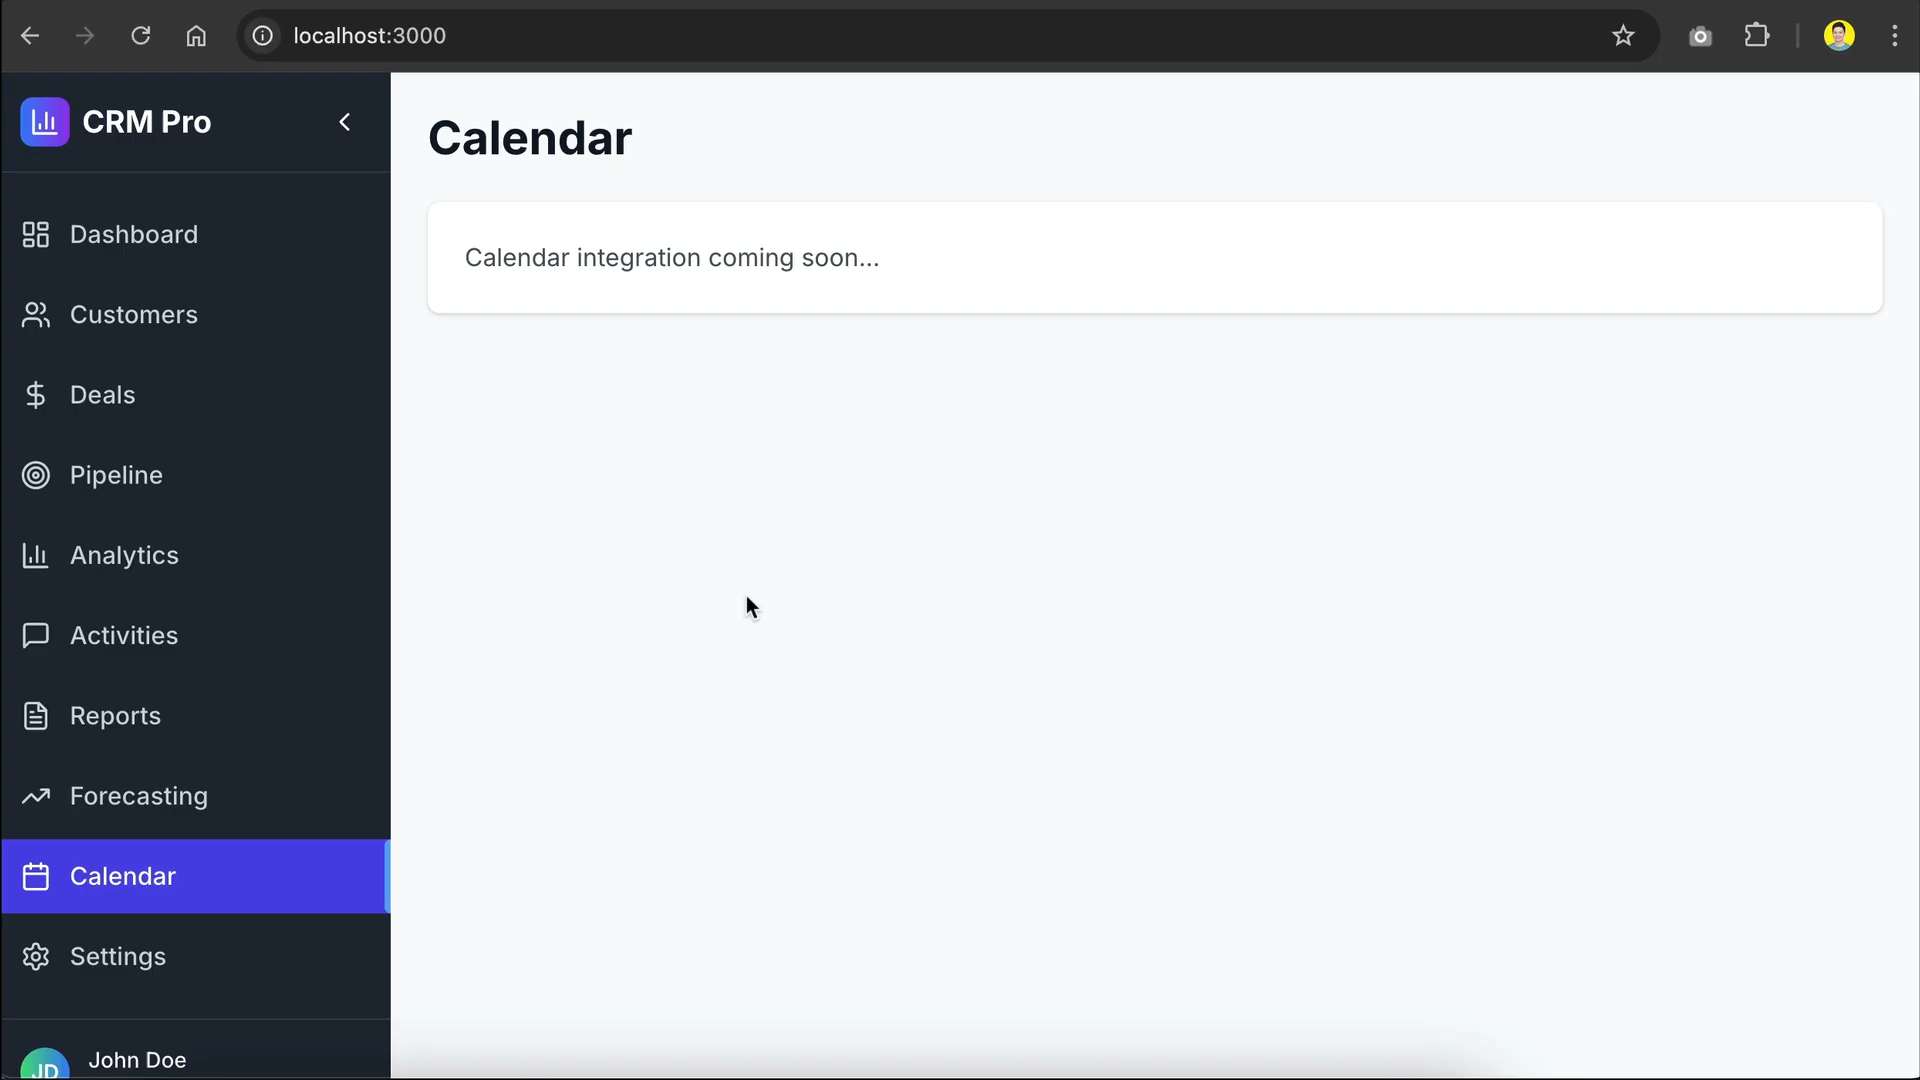 localhost:3000
CRM Pro
Dashboard
Customers
Deals
Pipeline
Analytics
Activities
Reports
Forecasting
Calendar
Settings
JD
John Doe
Calendar
Calendar integration coming soon...